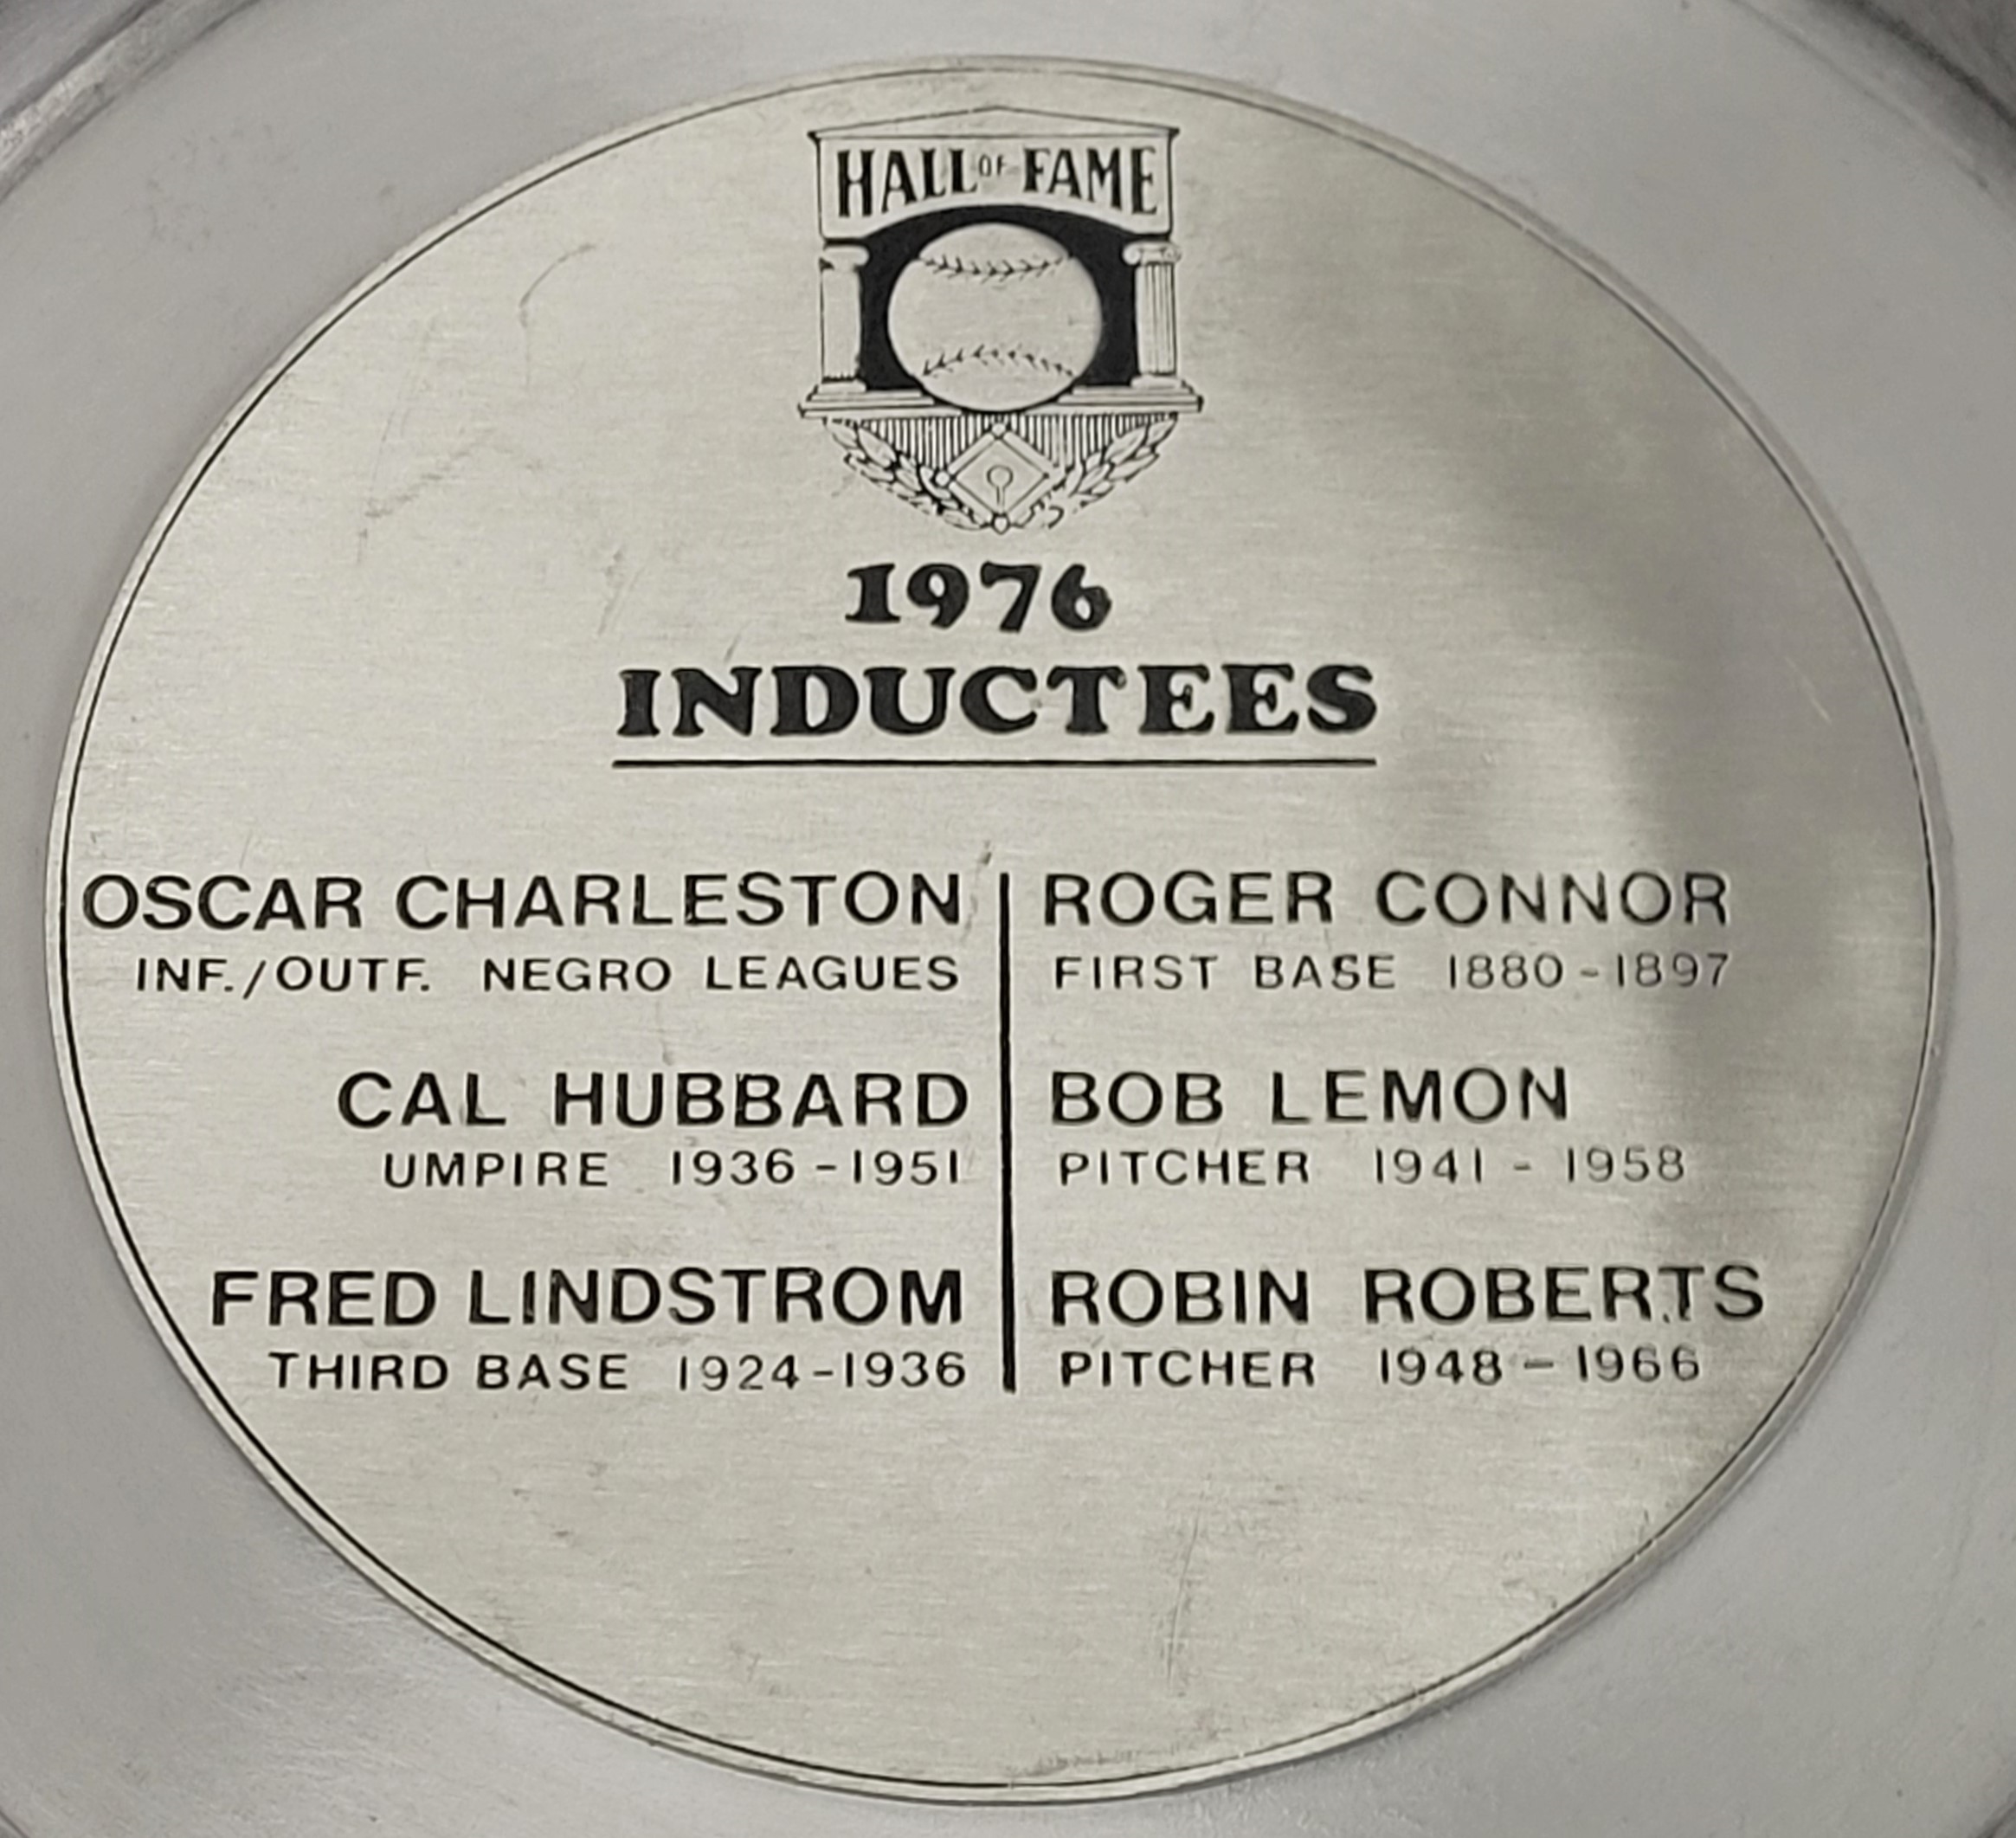 HALL OF FAME
1976
INDUCTEES
OSCAR CHARLESTON
INF./OUTF. NEGRO LEAGUES
CAL HUBBARD
UMPIRE 1936-1951
FRED LINDSTROM
THIRD BASE 1924-1936
ROGER CONNOR
FIRST BASE 1880-1897
BOB LEMON
PITCHER 1941 - 1958
ROBIN ROBERTS
PITCHER 1948 - 1966